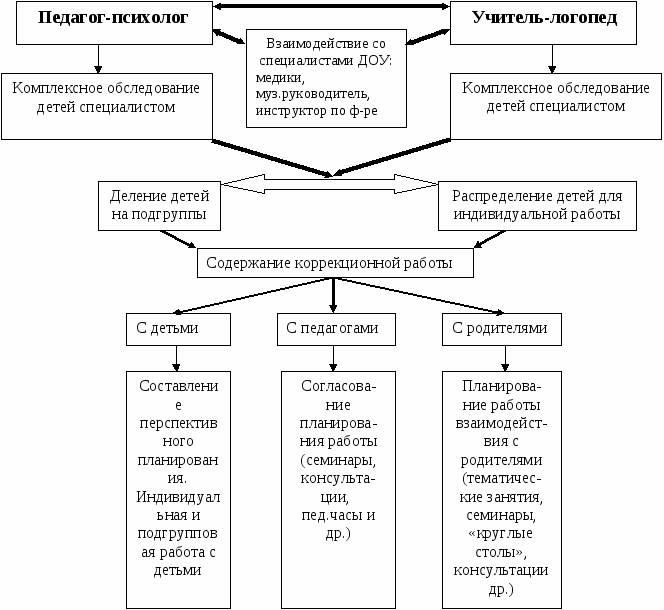 Педагог-психолог
Учитель-логопед
Взаимодействие со
специалистами ДОУ:
медики,
муз.руководитель,
инструктор по ф-ре
Комплексное обследование
детей специалистом
Комплексное обследование
детей специалистом
Деление детей
на подгруппы
Распределение детей для
индивидуальной работы
Содержание коррекционной работы
С детьми
С педагогами
С родителями
Составлени
е
перспектив
ного
планирован
ия.
Индивидуал
ьная и
подгруппов
ая работа с
детьми
Согласова-
ние
планирова-
ния работы
(семинары,
консульта-
ции,
пед.часы и
др.)
Планирова-
ние работы
взаимодейст-
вия с
родителями
(тематичес-
кие занятия,
семинары,
«круглые
столы»,
консультации
др.)